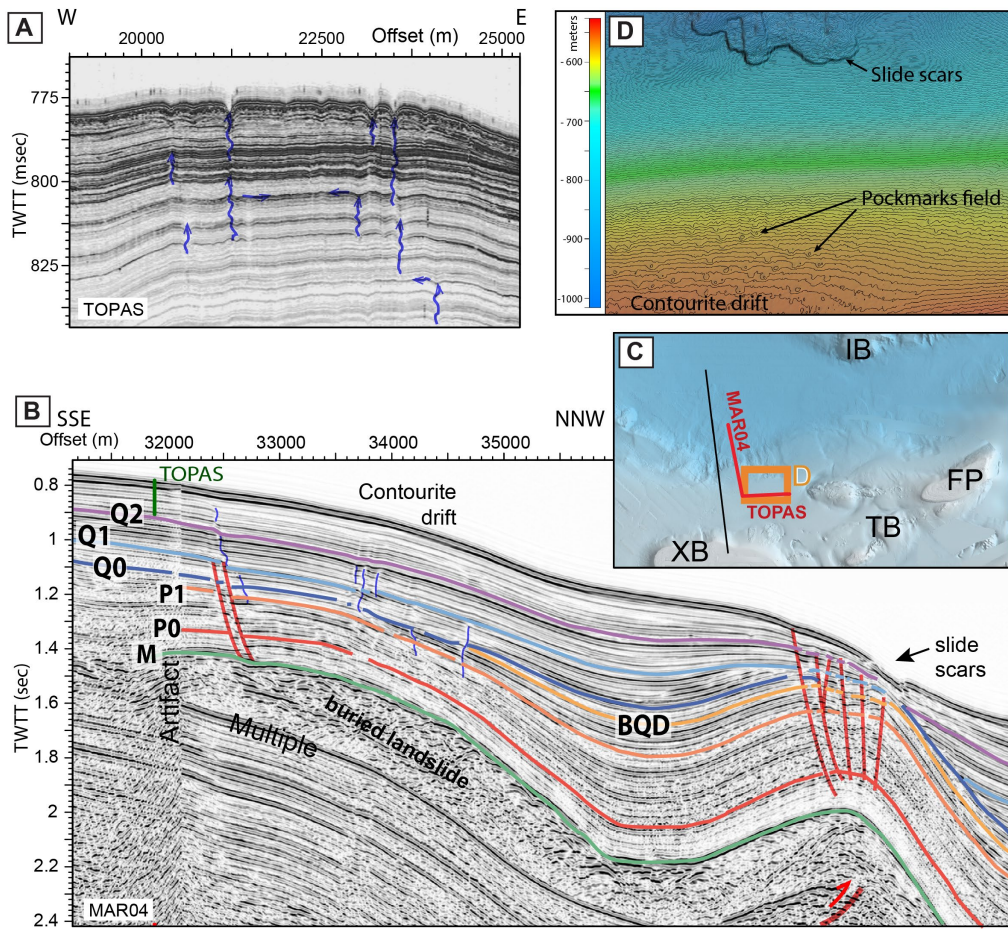 A
W
E
20000
22500
Offset (m)
25000
TWTT (msec)
775
800
825
TOPAS
D
meters
- 600
- 700
- 800
- 900
- 1000
Slide scars
Pockmarks field
Contourite drift
C
IB
MAR04
D
FP
TOPAS
TB
XB
B
SSE
NNW
Offset (m)
32000
33000
34000
35000
TWTT (sec)
0.8
1
1.2
1.4
1.6
1.8
2
2.2
2.4
TOPAS
Contourite
drift
Q2
Q1
Q0
P1
P0
M
Artifact
Multiple
buried landslide
BQD
slide
scars
MAR04